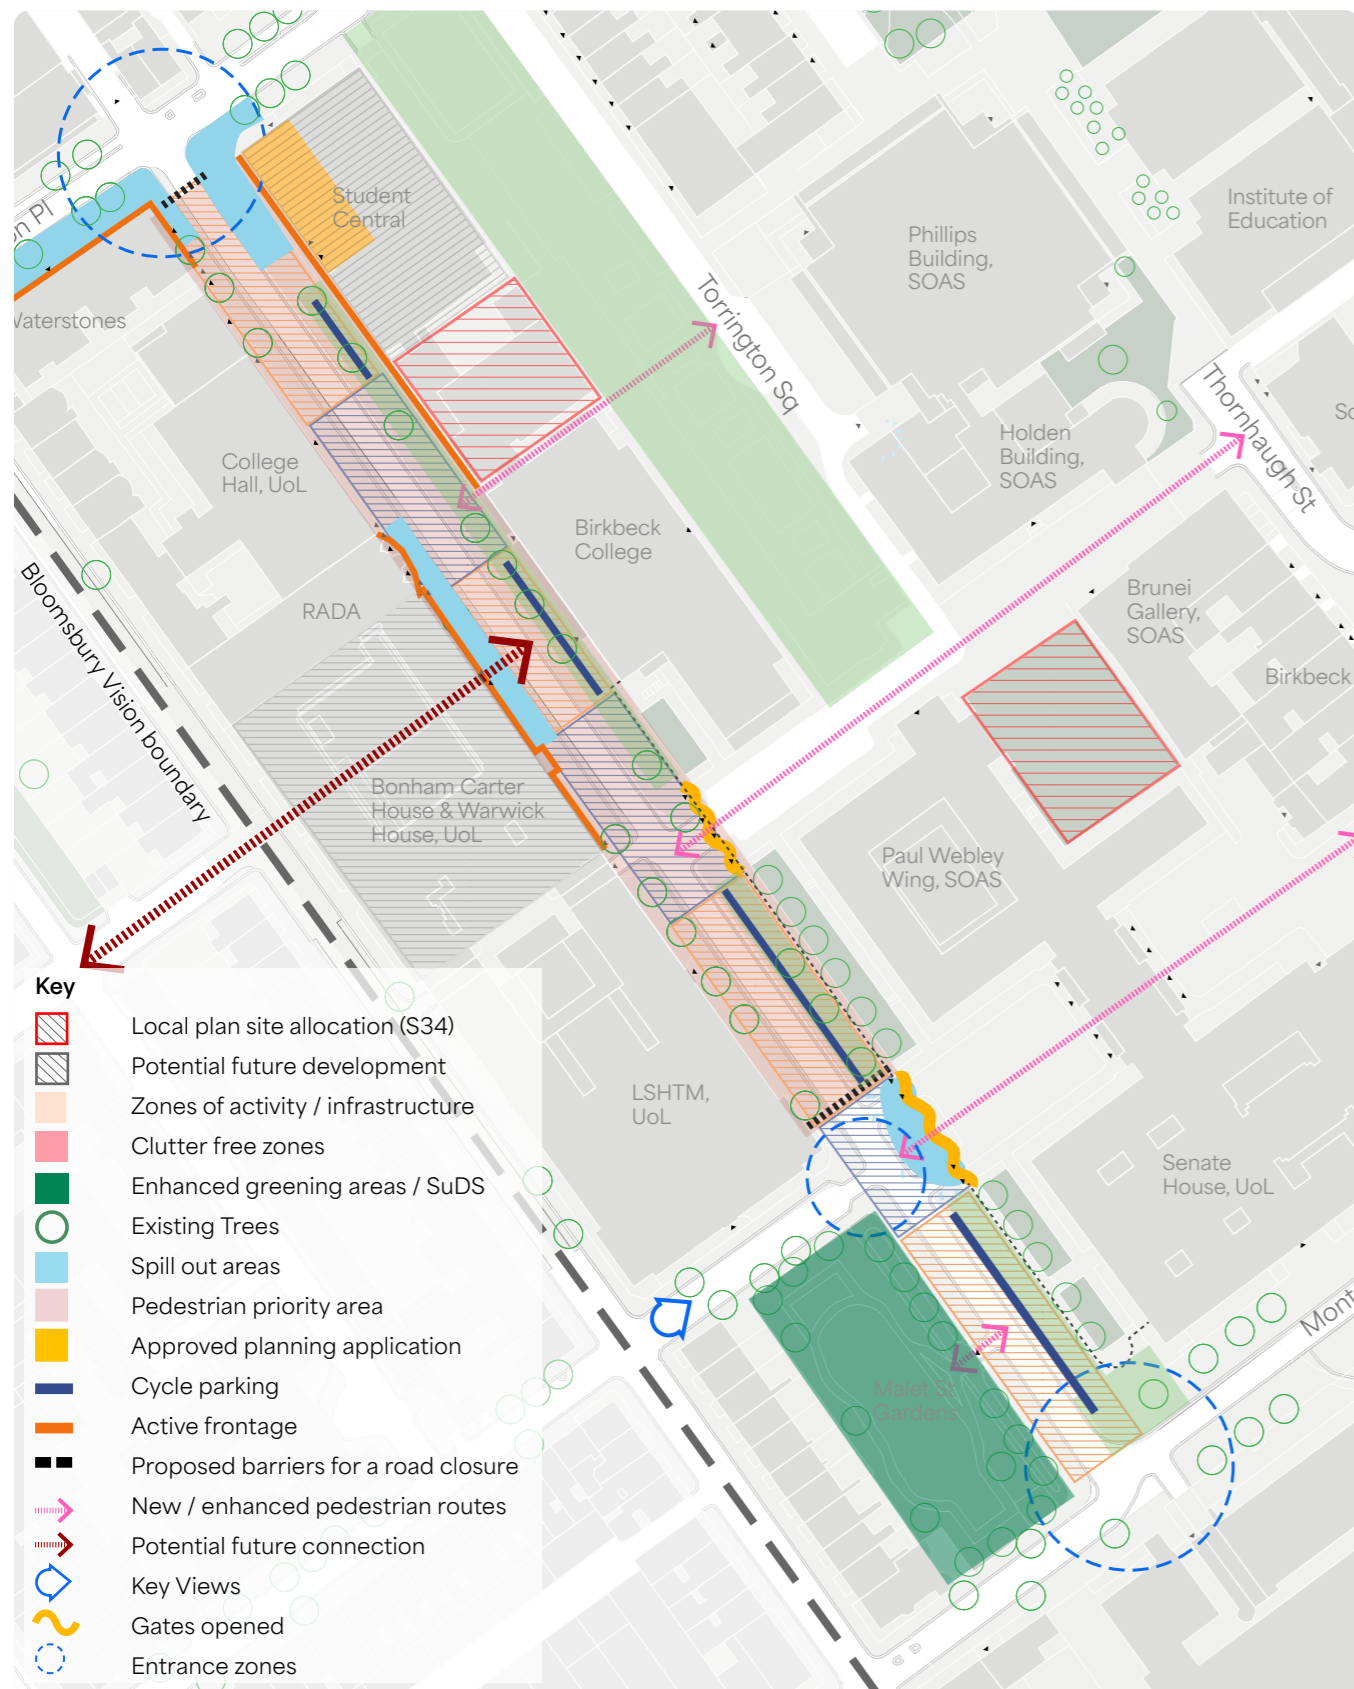 Student
Central
Institute of
Education
Phillips
Building,
SOAS
Waterstones
Torrington Sq
Thornhaugh St
Holden
Building,
SOAS
College
Hall, UoL
Birkbeck
College
Bloomsbury Vision boundary
RADA
Brunei
Gallery,
SOAS
Birkbeck
Bonham Carter
House & Warwick
House, UoL
Paul Webley
Wing, SOAS
LSHTM,
UoL
Senate
House, UoL
Malet St
Gardens
Key
Local plan site allocation (S34)
Potential future development
Zones of activity / infrastructure
Clutter free zones
Enhanced greening areas / SuDS
Existing Trees
Spill out areas
Pedestrian priority area
Approved planning application
Cycle parking
Active frontage
Proposed barriers for a road closure
New / enhanced pedestrian routes
Potential future connection
Key Views
Gates opened
Entrance zones